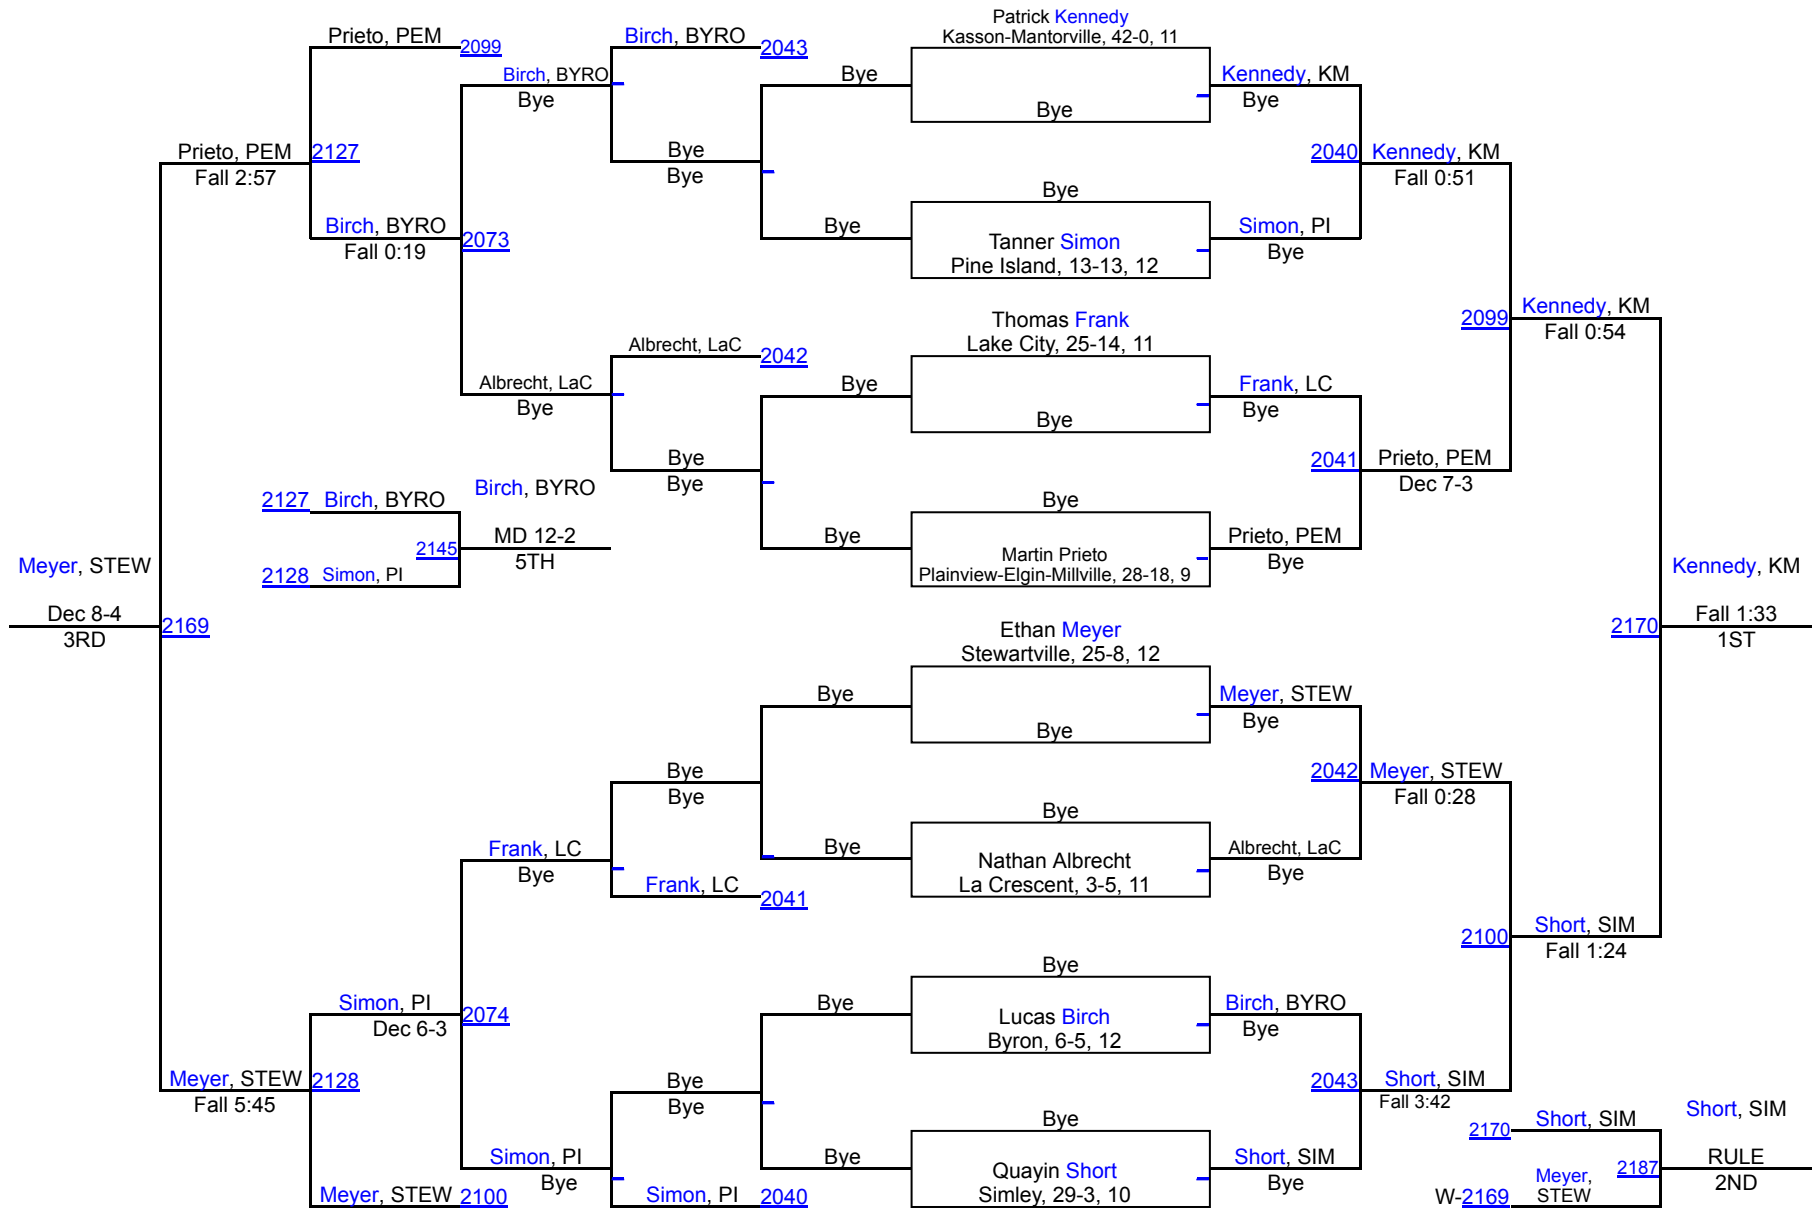 Patrick Kennedy
Kasson-Mantorville, 42-0, 11
Prieto, PEM
2099
Birch, BYRO
2043
Birch, BYRO
Bye
Bye
Bye
Kennedy, KM
Bye
Prieto, PEM
2127
Fall 2:57
Bye
Bye
2040
Kennedy, KM
Fall 0:51
Birch, BYRO
2073
Fall 0:19
Bye
Bye
Tanner Simon
Pine Island, 13-13, 12
Simon, PI
Bye
Thomas Frank
Lake City, 25-14, 11
2099
Kennedy, KM
Fall 0:54
Albrecht, LaC
2042
Albrecht, LaC
Bye
Bye
Bye
Frank, LC
Bye
Bye
Bye
2041
Prieto, PEM
Dec 7-3
2127
Birch, BYRO
Birch, BYRO
2145
MD 12-2
5TH
2128
Simon, PI
Bye
Bye
Martin Prieto
Plainview-Elgin-Millville, 28-18, 9
Prieto, PEM
Bye
Meyer, STEW
Dec 8-4
3RD
2169
Kennedy, KM
2170
Fall 1:33
1ST
Ethan Meyer
Stewartville, 25-8, 12
Bye
Bye
Meyer, STEW
Bye
Bye
Bye
2042
Meyer, STEW
Fall 0:28
Frank, LC
Bye
Frank, LC
2041
Bye
Bye
Nathan Albrecht
La Crescent, 3-5, 11
Albrecht, LaC
Bye
2100
Short, SIM
Fall 1:24
Simon, PI
2074
Dec 6-3
Bye
Bye
Lucas Birch
Byron, 6-5, 12
Birch, BYRO
Bye
Meyer, STEW
2128
Fall 5:45
Bye
Bye
2043
Short, SIM
Fall 3:42
Simon, PI
Bye
Meyer, STEW
2100
Simon, PI
2040
Bye
Bye
Quayin Short
Simley, 29-3, 10
Short, SIM
Bye
2170
Short, SIM
Short, SIM
2187
RULE
2ND
W-2169
Meyer,
STEW